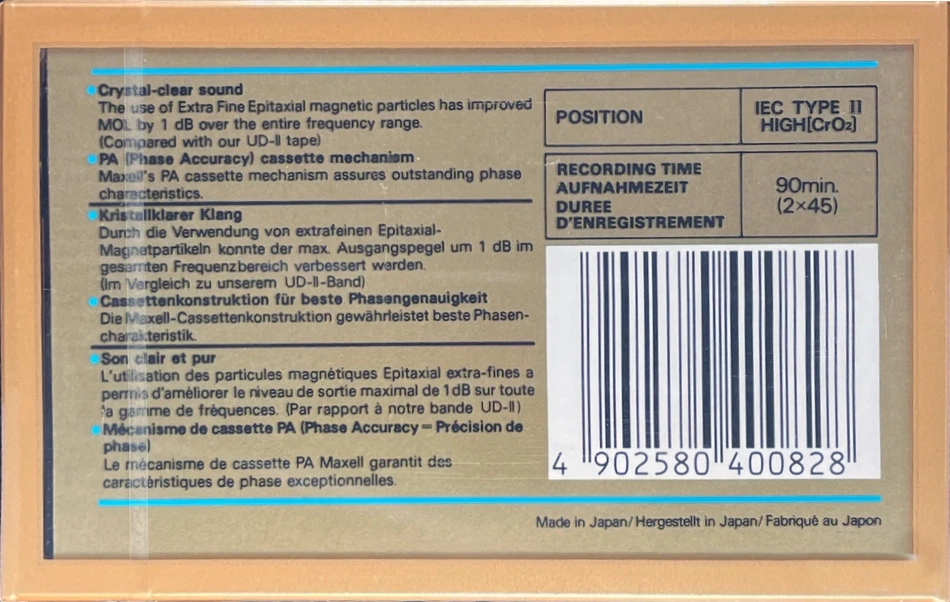 Crystal-clear sound
The use of Extra Fine Epitaxial magnetic particles has improved
MOL by 1 dB over the entire frequency range.
(Compared with our UD-II tape)
PA (Phase Accuracy) cassette mechanism
Maxell's PA cassette mechanism assures outstanding phase
characteristics.
Kristallklarer Klang
Durch die Verwendung von extrafeinen Epitaxial-
Magnetpartikeln konnte der max. Ausgangspegel um 1 dB im
gesamten Frequenzbereich verbessert werden.
(Im Vergleich zu unserem UD-II-Band)
Cassettenkonstruktion für beste Phasengenauigkeit
Die Maxell-Cassettenkonstruktion gewährleistet beste Phasen-
charakteristik.
Son clair et pur
L'utilisation des particules magnétiques Epitaxial extra-fines a
permis d'améliorer le niveau de sortie maximal de 1 dB sur toute
la gamme de fréquences. (Par rapport à notre bande UD-II)
Mécanisme de cassette PA (Phase Accuracy = Précision de
phase)
Le mécanisme de cassette PA Maxell garantit des
caractéristiques de phase exceptionnelles.
POSITION
IEC TYPE II
HIGH[CrO₂]
RECORDING TIME
AUFNAHMEZEIT
DUREE
D'ENREGISTREMENT
90min.
(2×45)
4 902580 400828
Made in Japan/Hergestellt in Japan/Fabriqué au Japon